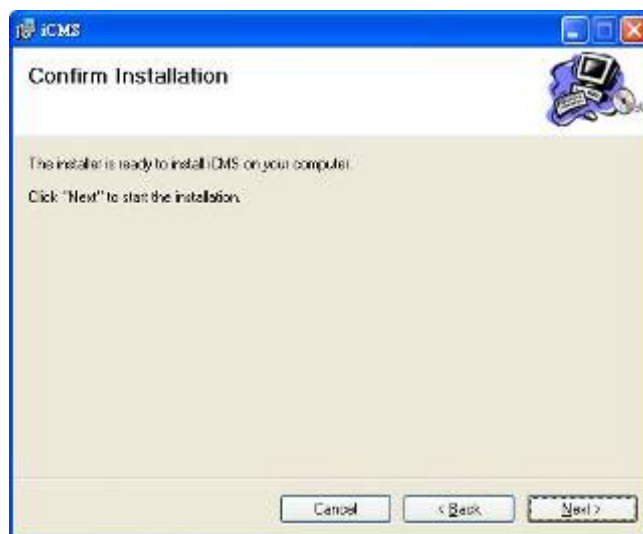 iCMS
Confirm Installation
The installer is ready to install iCMS on your computer.
Click "Next" to start the installation.
Cancel
< Back
Next >